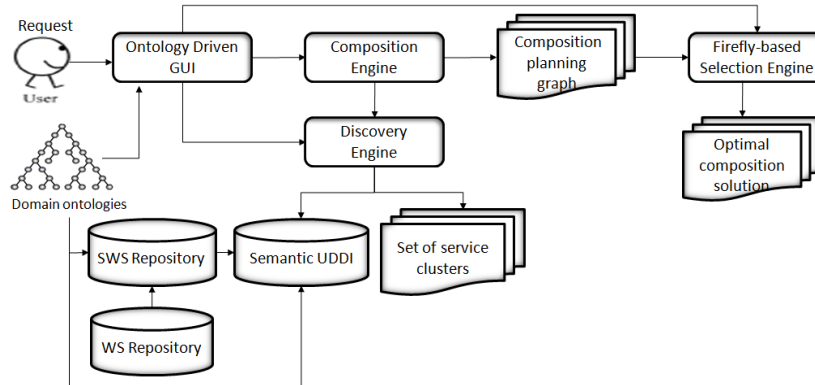 Request
User
Ontology Driven
GUI
Composition
Engine
Composition
planning
graph
Firefly-based
Selection Engine
Discovery
Engine
Optimal
composition
solution
Domain ontologies
SWS Repository
Semantic UDDI
Set of service
clusters
WS Repository